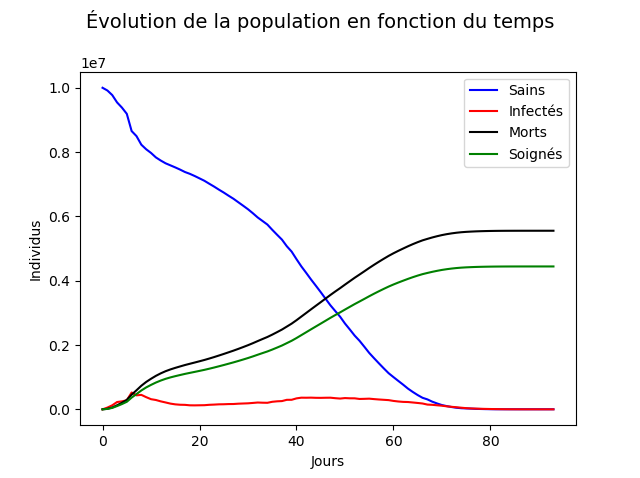 Évolution de la population en fonction du temps
1e7
1.0
0.8
0.6
0.4
0.2
0.0
Individus
Sains
Infectés
Morts
Soignés
0
20
40
60
80
Jours